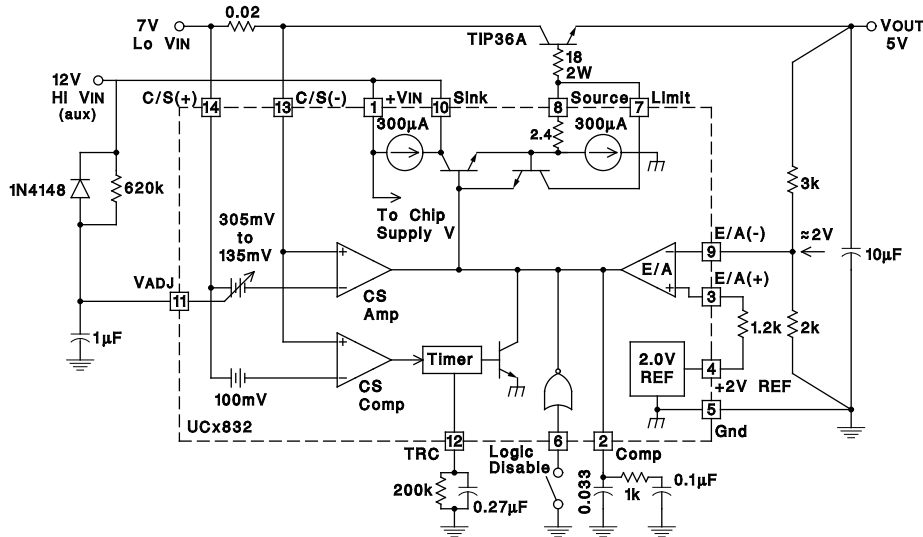 7V
Lo VIN
0.02
TIP36A
VOUT
5V
18
2W
12V
HI VIN
(aux)
C/S(+)
C/S(-)
+VIN
Sink
Source
Limit
14
13
1
10
8
7
300µA
2.4
300µA
1N4148
620k
305mV
to
135mV
To Chip
Supply V
3k
E/A(-)
≈2V
10µF
VADJ
11
+
−
CS
Amp
E/A
−
+
9
E/A(+)
3
1µF
1.2k
2k
+
−
CS
Comp
Timer
2.0V
REF
4
+2V REF
100mV
5
Gnd
UCx832
12
6
2
TRC
Logic
Disable
Comp
200k
0.27µF
0.033
1k
0.1µF